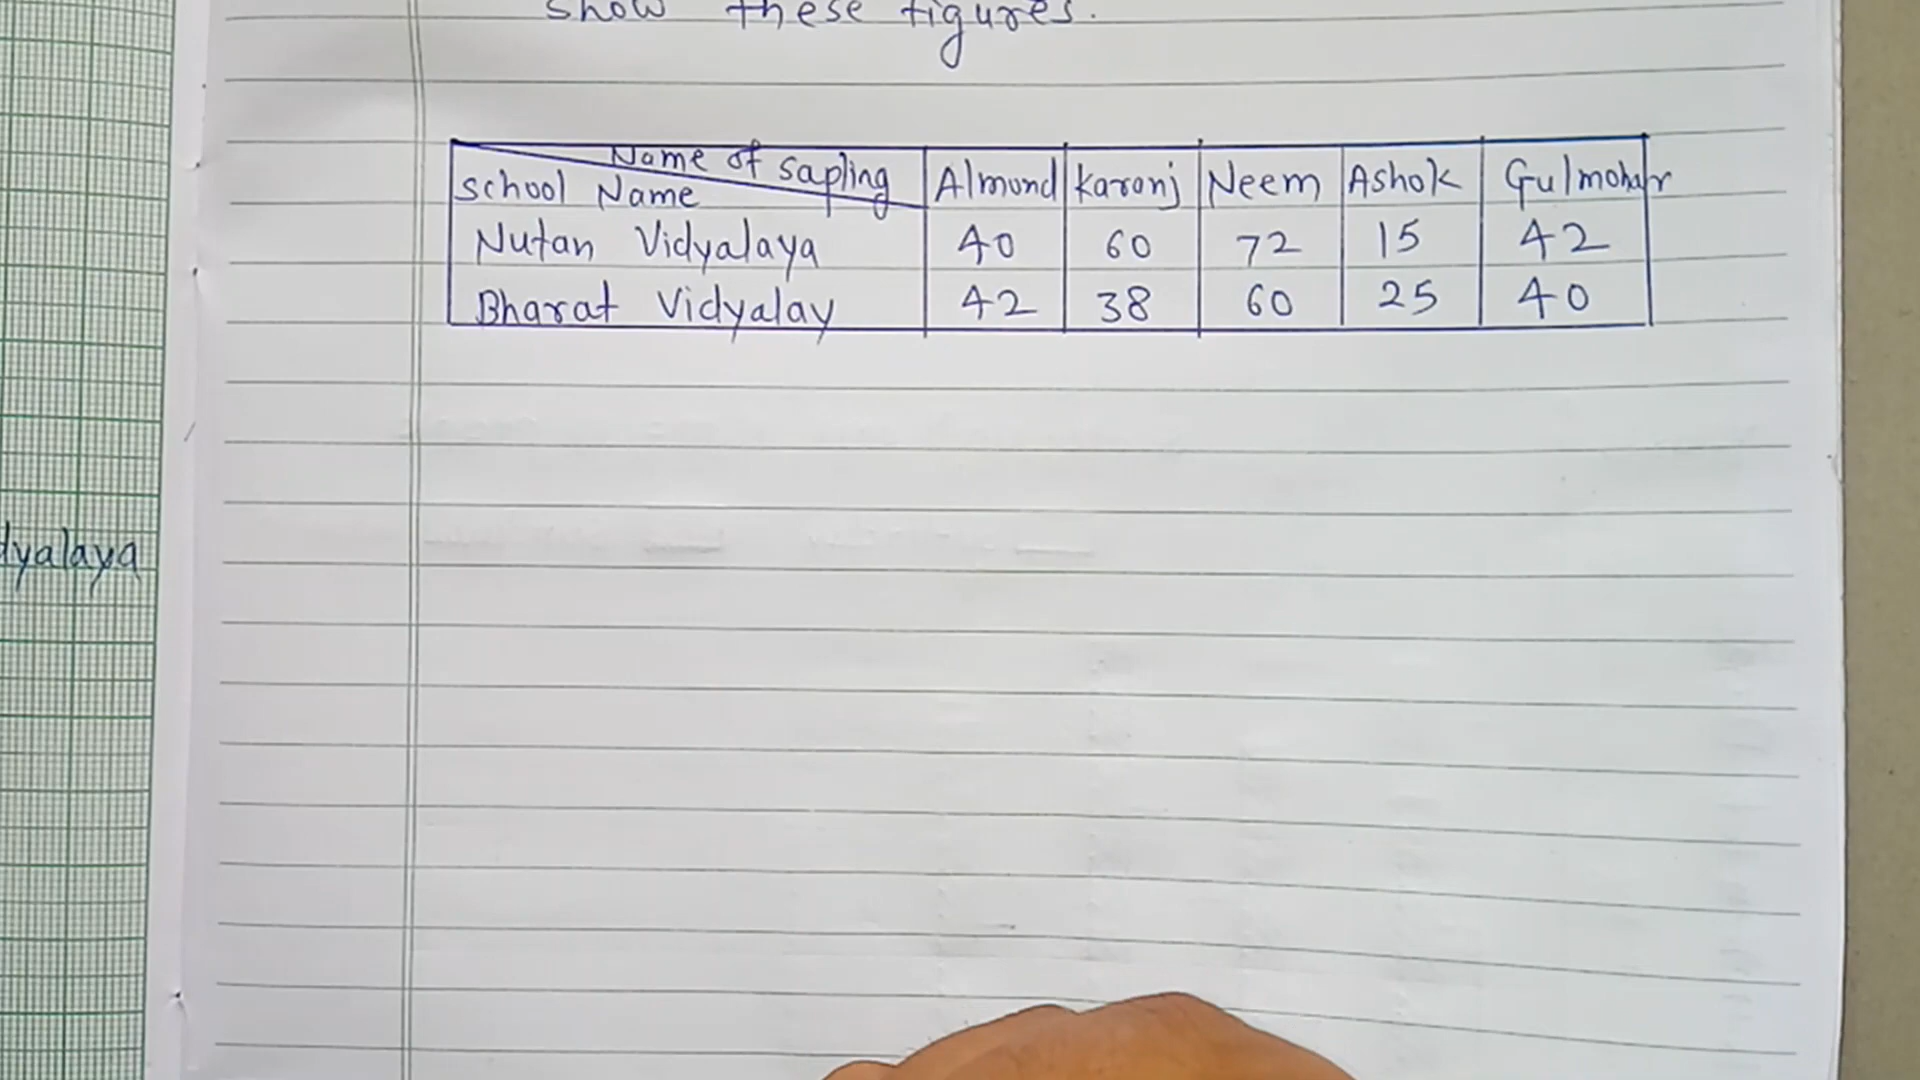 show these figures.
Name of Sapling Almond Karanj Neem Ashok Gulmohar
School Name
Nutan Vidyalaya 40 60 72 15 42
Bharat Vidyalay 42 38 60 25 40
dyalaya